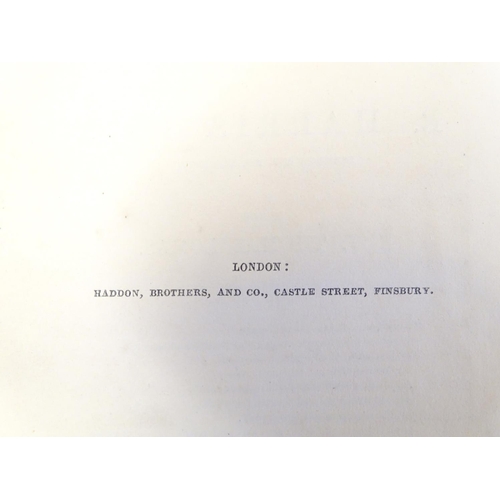 LONDON:
HADDON, BROTHERS, AND CO., CASTLE STREET, FINSBURY.